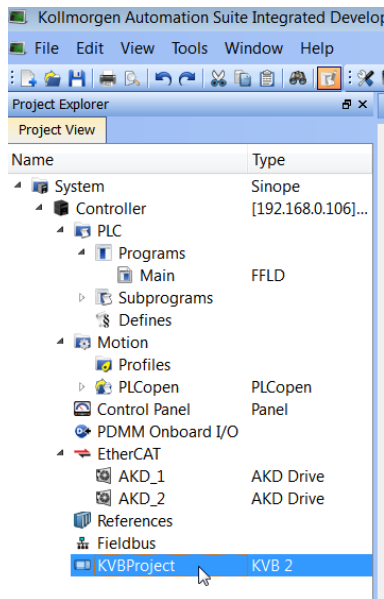 Kollmorgen Automation Suite Integrated Develop
File Edit View Tools Window Help
Project Explorer
Project View
Name Type
System Sinope
Controller [192.168.0.106]...
PLC
Programs
Main FFLD
Subprograms
Defines
Motion
Profiles
PLCopen PLCopen
Control Panel Panel
PDMM Onboard I/O
EtherCAT
AKD_1 AKD Drive
AKD_2 AKD Drive
References
Fieldbus
KVBProject KVB 2